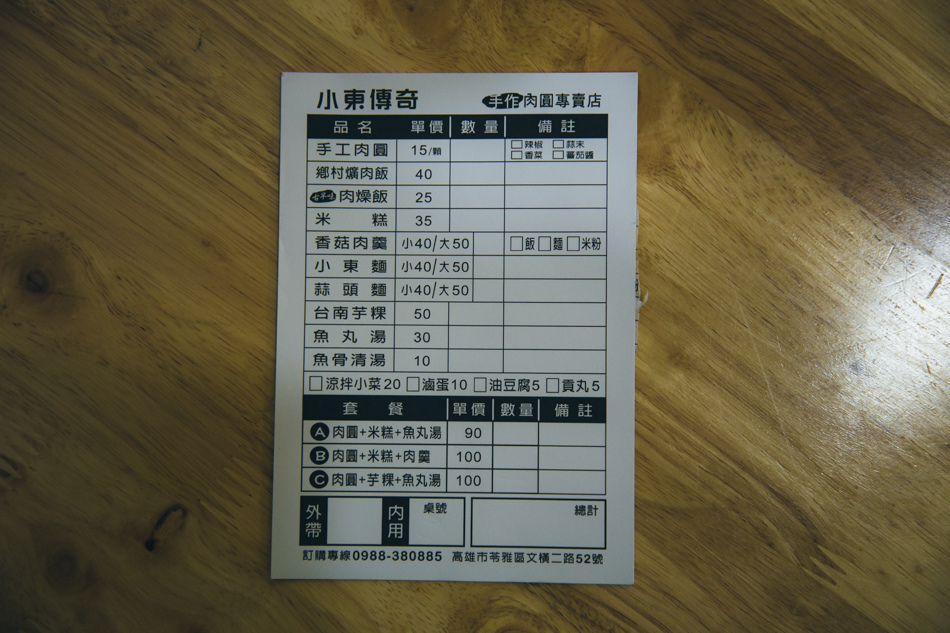 小東傳奇 手作肉圓專賣店
品名 單價 數量 備註
手工肉圓 15/顆 □辣椒 □蒜末
□香菜 □蕃茄醬
鄉村爌肉飯 40
古早味肉燥飯 25
米糕 35
香菇肉羹 小40/大50 □飯□麵□米粉
小東麵 小40/大50
蒜頭麵 小40/大50
台南芋粿 50
魚丸湯 30
魚骨清湯 10
□涼拌小菜20 □滷蛋10 □油豆腐5 □貢丸5
套餐 單價 數量 備註
A 肉圓+米糕+魚丸湯 90
B 肉圓+米糕+肉羹 100
C 肉圓+芋粿+魚丸湯 100
外帶 內用 桌號 總計
訂購專線0988-380885 高雄市苓雅區文橫二路52號